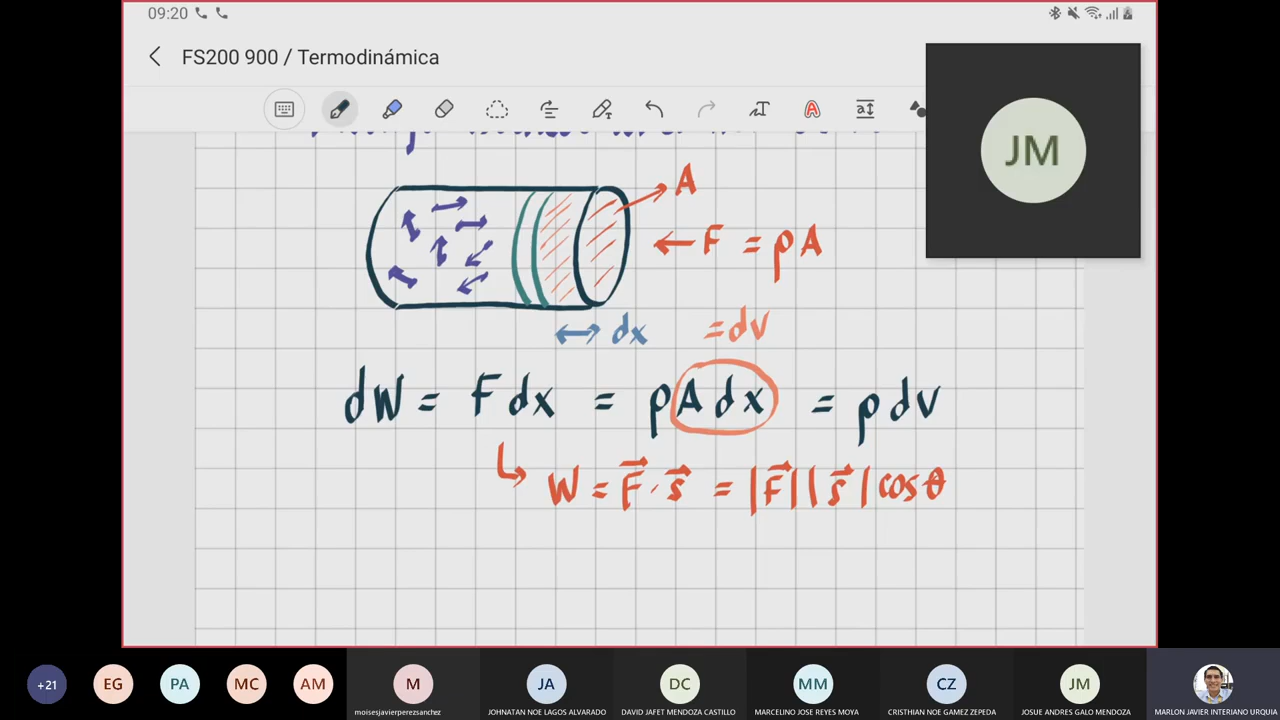 09:20
FS200 900 / Termodinámica
JM
A
← F = pA
↔ dx = dV
dW = F dx = p A dx = p dV
↳ W = F⃗ · s⃗ = |F⃗| |s⃗| cos θ
+21 EG PA MC AM M JA DC MM CZ JM
moisesjavierperezsanchez JOHNATAN NOE LAGOS ALVARADO DAVID JAFET MENDOZA CASTILLO MARCELINO JOSE REYES MOYA CRISTHIAN NOE GAMEZ ZEPEDA JOSUE ANDRES GALO MENDOZA MARLON JAVIER INTERIANO URQUIA